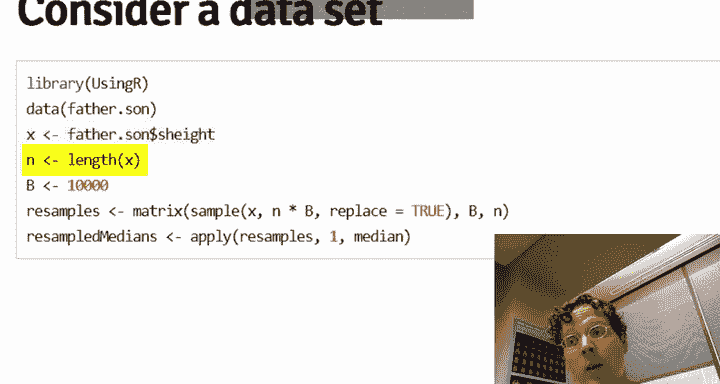 Consider a data set
library(UsingR)
data(father.son)
x <- father.son$sheight
n <- length(x)
B <- 10000
resamples <- matrix(sample(x, n * B, replace = TRUE), B, n)
resampledMedians <- apply(resamples, 1, median)